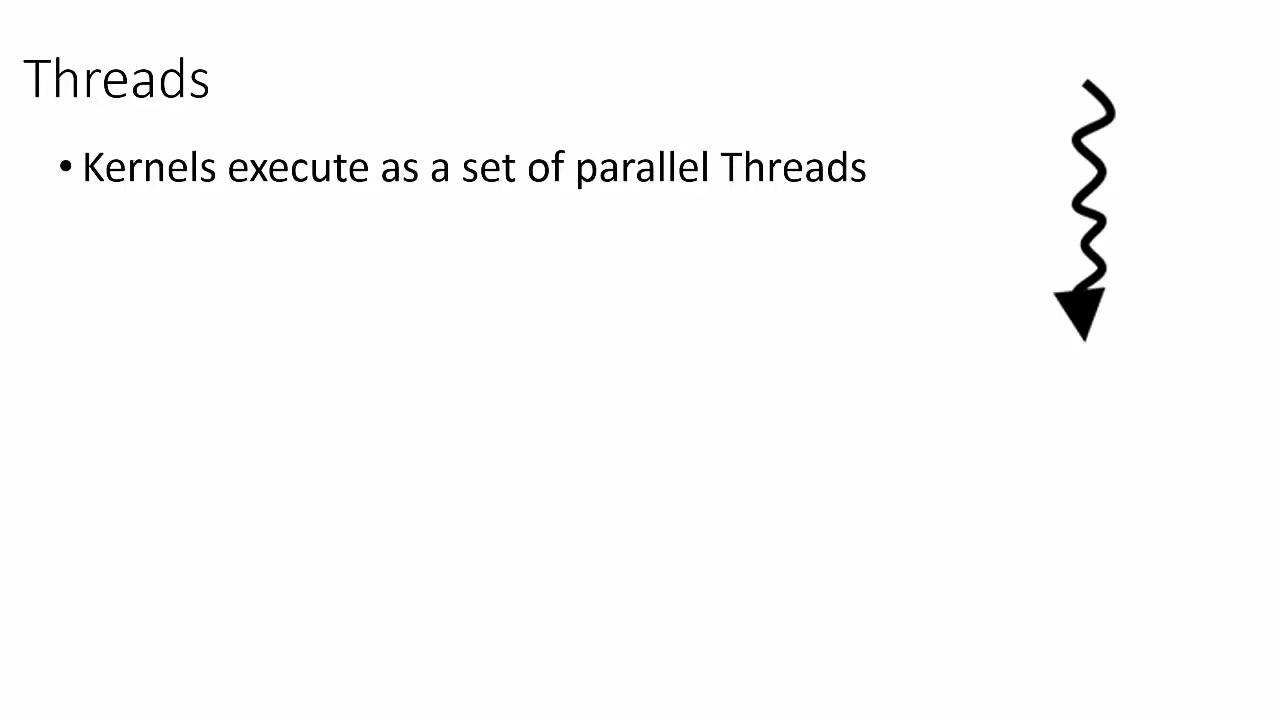 Threads
• Kernels execute as a set of parallel Threads